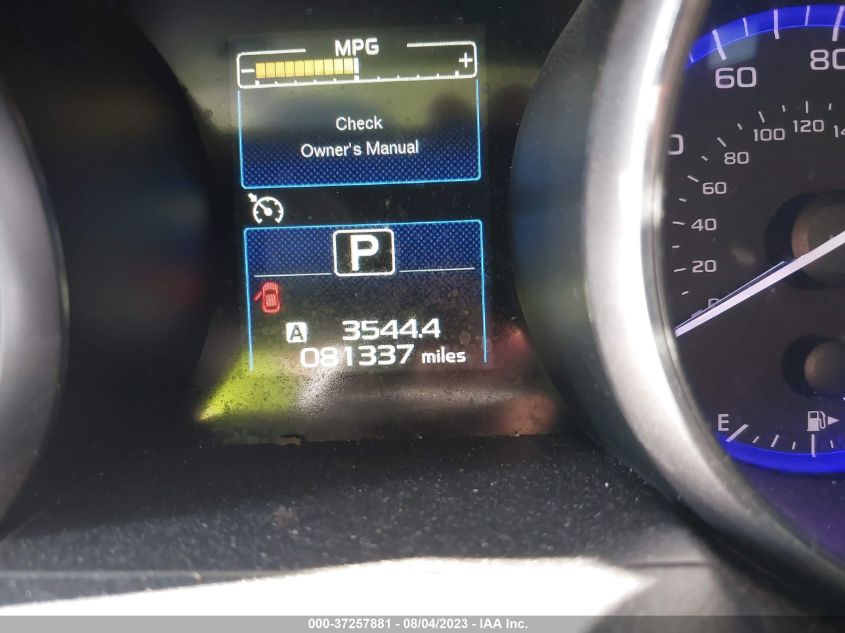 MPG
- +
Check
Owner's Manual
P
A 3544.4
081337 miles
60
80
0
20
40
60
80
100
120
E
000-37257881 - 08/04/2023 - IAA Inc.